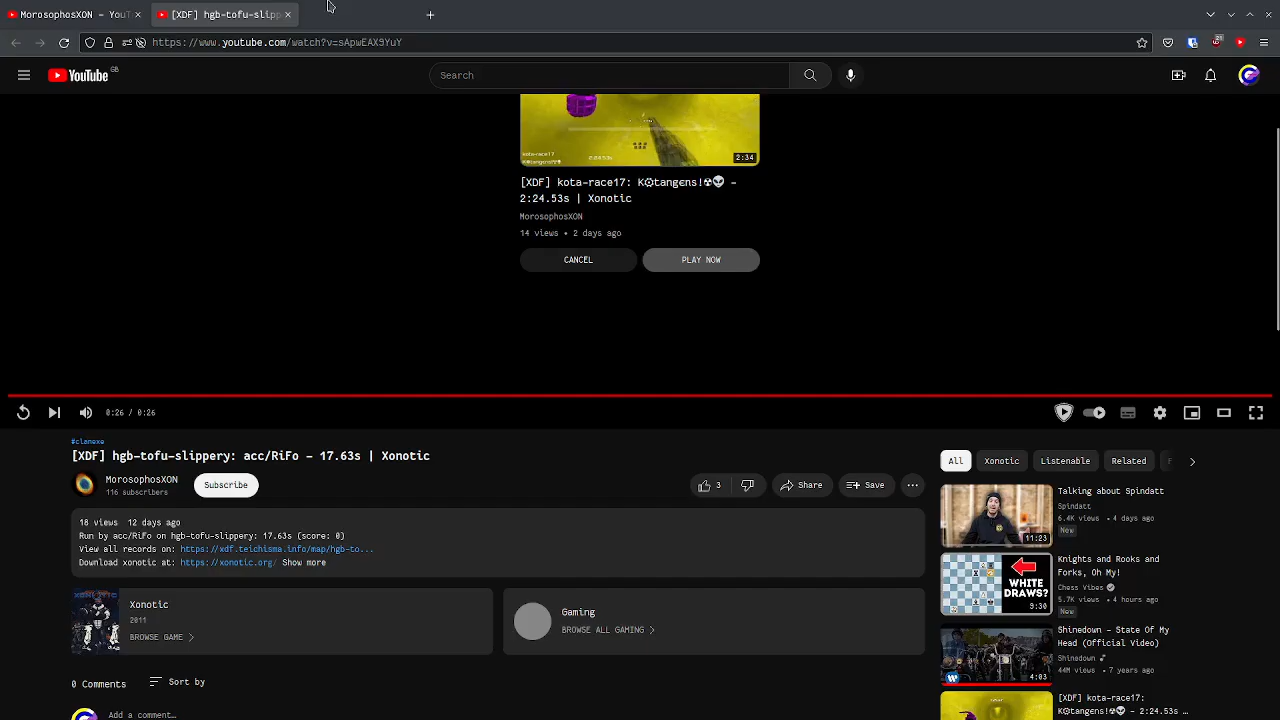 MorosophosXON – YouT
[XDF] hgb-tofu-slipp
https://www.youtube.com/watch?v=sApwEAX9YuY
YouTube GB
Search
kota-race17
2:34
[XDF] kota-race17: K⚙tangєns!☢👽 –
2:24.53s | Xonotic
MorosophosXON
14 views • 2 days ago
CANCEL
PLAY NOW
0:26 / 0:26
#clanexe
[XDF] hgb-tofu-slippery: acc/RiFo – 17.63s | Xonotic
MorosophosXON
116 subscribers
Subscribe
3
Share
Save
18 views 12 days ago
Run by acc/RiFo on hgb-tofu-slippery: 17.63s (scored 0)
View all records on: https://xdf.teichisma.info/map/hgb-to...
Download xonotic at: https://xonotic.org/ Show more
Xonotic
2011
BROWSE GAME
Gaming
BROWSE ALL GAMING
0 Comments
Sort by
Add a comment…
All
Xonotic
Listenable
Related
11:23
Talking about Spindatt
Spindatt
6.4K views • 4 days ago
New
WHITE
DRAWS?
9:30
Knights and Rooks and
Forks, Oh My!
Chess Vibes
5.7K views • 4 hours ago
New
4:03
Shinedown – State Of My
Head (Official Video)
Shinedown
44M views • 7 years ago
[XDF] kota-race17:
K⚙tangєns!☢👽 – 2:24.53s …